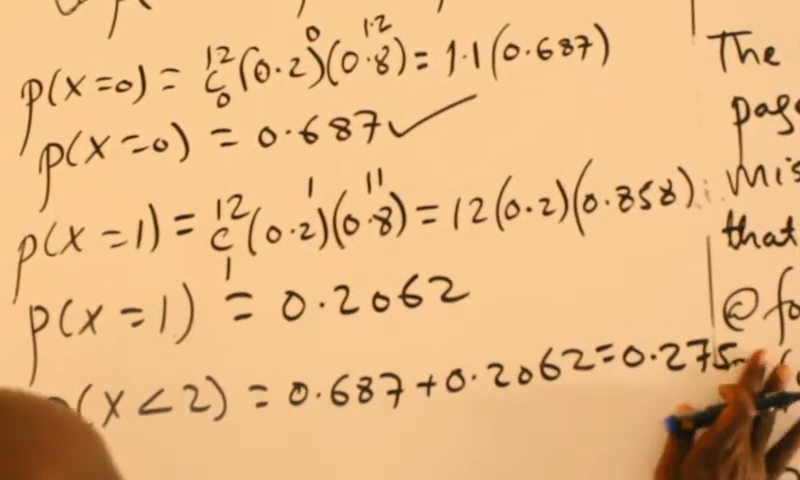 p(x=0) = ¹²C₀(0.2)⁰(0.8)¹² = 1.1(0.687)
p(x=0) = 0.687 ✓
p(x=1) = ¹²C₁(0.2)¹(0.8)¹¹ = 12(0.2)(0.858)
p(x=1) = 0.2062
(x<2) = 0.687+0.2062=0.275
The
pag
mis
that
@ fo